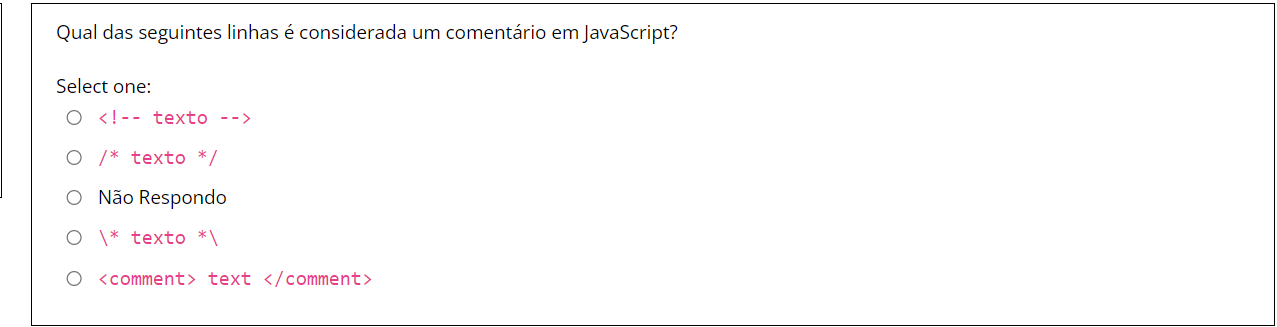 Qual das seguintes linhas é considerada um comentário em JavaScript?
Select one:
<!-- texto -->
/* texto */
Não Respondo
\* texto *\
<comment> text </comment>